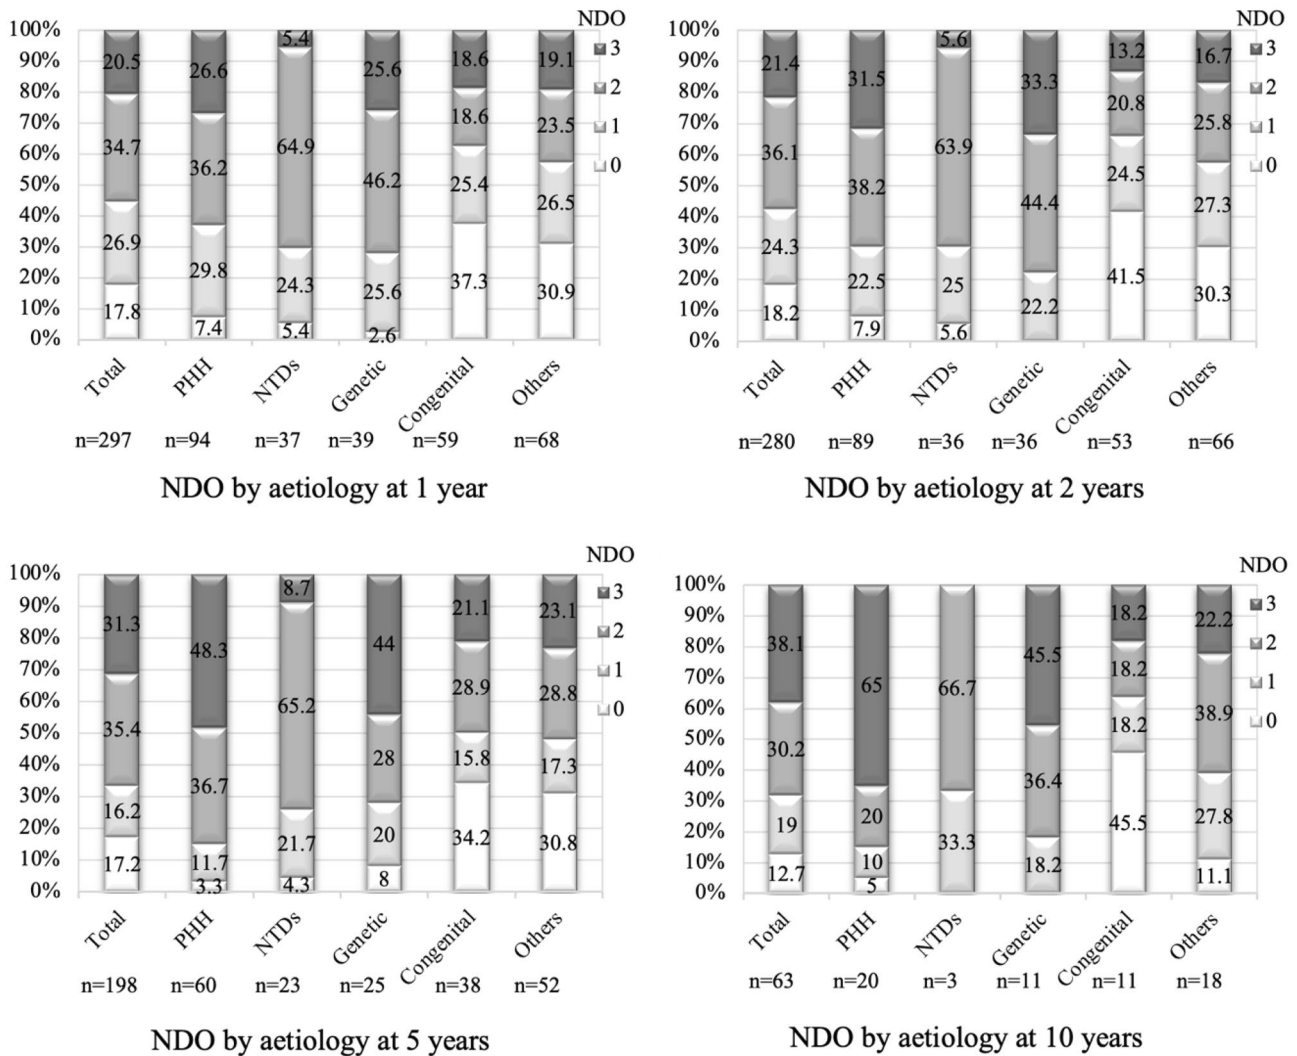 NDO
100%
90%
80%
70%
60%
50%
40%
30%
20%
10%
0%
20.5 26.6 5.4 25.6 18.6 19.1
34.7 36.2 64.9 46.2 18.6 23.5
26.9 29.8 24.3 25.6 25.4 26.5
17.8 7.4 5.4 2.6 37.3 30.9
3
2
1
0
Total PHH NTDs Genetic Congenital Others
n=297 n=94 n=37 n=39 n=59 n=68
NDO by aetiology at 1 year
NDO
100%
90%
80%
70%
60%
50%
40%
30%
20%
10%
0%
21.4 31.5 5.6 33.3 13.2 16.7
36.1 38.2 63.9 44.4 20.8 25.8
24.3 22.5 25 22.2 24.5 27.3
18.2 7.9 5.6 41.5 30.3
3
2
1
0
Total PHH NTDs Genetic Congenital Others
n=280 n=89 n=36 n=36 n=53 n=66
NDO by aetiology at 2 years
NDO
100%
90%
80%
70%
60%
50%
40%
30%
20%
10%
0%
31.3 48.3 8.7 44 21.1 23.1
35.4 36.7 65.2 28 28.9 28.8
16.2 11.7 21.7 20 15.8 17.3
17.2 3.3 4.3 8 34.2 30.8
3
2
1
0
Total PHH NTDs Genetic Congenital Others
n=198 n=60 n=23 n=25 n=38 n=52
NDO by aetiology at 5 years
NDO
100%
90%
80%
70%
60%
50%
40%
30%
20%
10%
0%
38.1 65 66.7 45.5 18.2 22.2
30.2 20 33.3 36.4 18.2 38.9
19 10 18.2 18.2 27.8
12.7 5 45.5 11.1
3
2
1
0
Total PHH NTDs Genetic Congenital Others
n=63 n=20 n=3 n=11 n=11 n=18
NDO by aetiology at 10 years